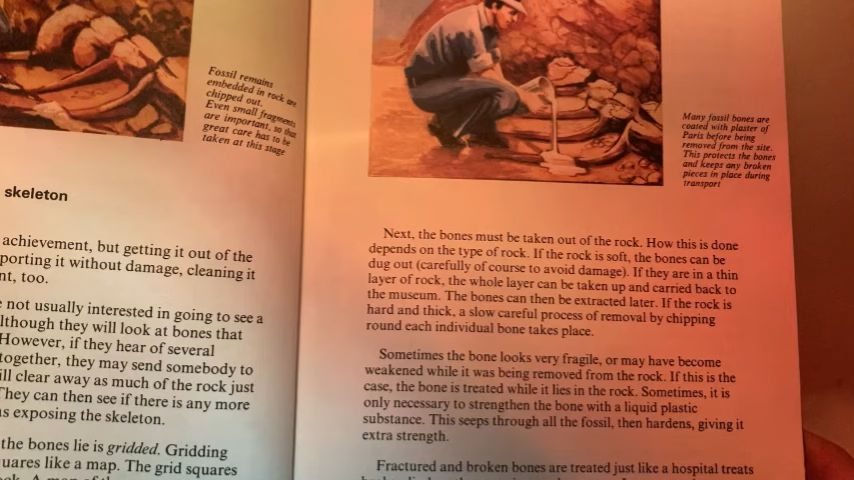 Fossil remains
embedded in rock are
chipped out.
Even small fragments
are important, so that
great care has to be
taken at this stage
skeleton
achievement, but getting it out of the
porting it without damage, cleaning it
nt, too.
not usually interested in going to see a
lthough they will look at bones that
However, if they hear of several
together, they may send somebody to
ill clear away as much of the rock just
They can then see if there is any more
us exposing the skeleton.
the bones lie is gridded. Gridding
uares like a map. The grid squares
Many fossil bones are
coated with plaster of
Paris before being
removed from the site.
This protects the bones
and keeps any broken
pieces in place during
transport
Next, the bones must be taken out of the rock. How this is done
depends on the type of rock. If the rock is soft, the bones can be
dug out (carefully of course to avoid damage). If they are in a thin
layer of rock, the whole layer can be taken up and carried back to
the museum. The bones can then be extracted later. If the rock is
hard and thick, a slow careful process of removal by chipping
round each individual bone takes place.
Sometimes the bone looks very fragile, or may have become
weakened while it was being removed from the rock. If this is the
case, the bone is treated while it lies in the rock. Sometimes, it is
only necessary to strengthen the bone with a liquid plastic
substance. This seeps through all the fossil, then hardens, giving it
extra strength.
Fractured and broken bones are treated just like a hospital treats